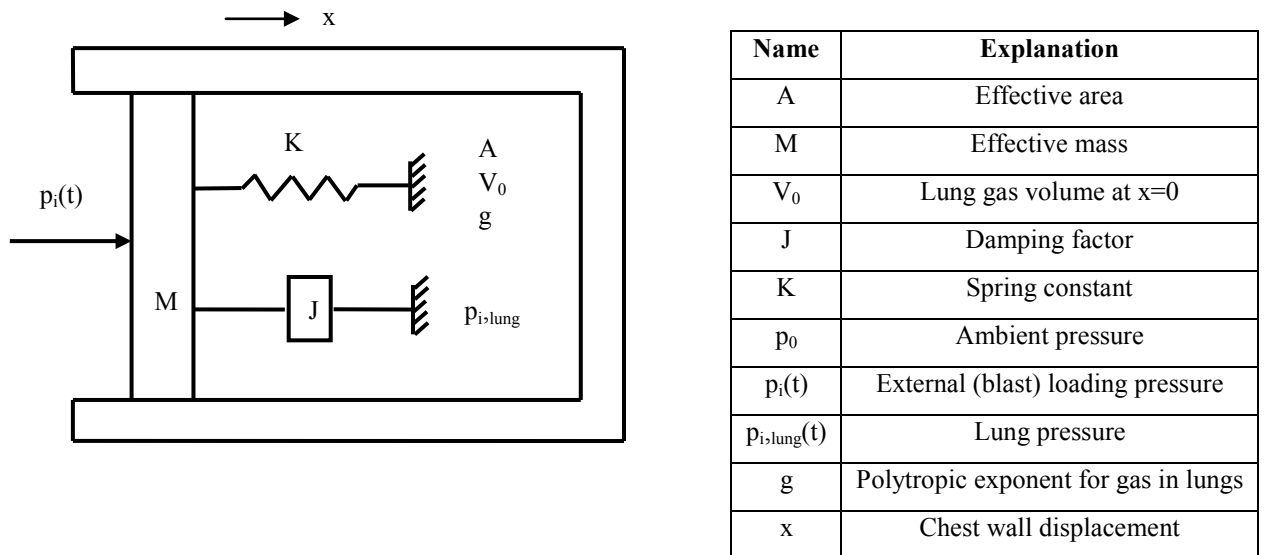 x
K
A
V₀
g
pᵢ(t)
M
J
pᵢ,lung
Name Explanation
A Effective area
M Effective mass
V₀ Lung gas volume at x=0
J Damping factor
K Spring constant
p₀ Ambient pressure
pᵢ(t) External (blast) loading pressure
pᵢ,lung(t) Lung pressure
g Polytropic exponent for gas in lungs
x Chest wall displacement